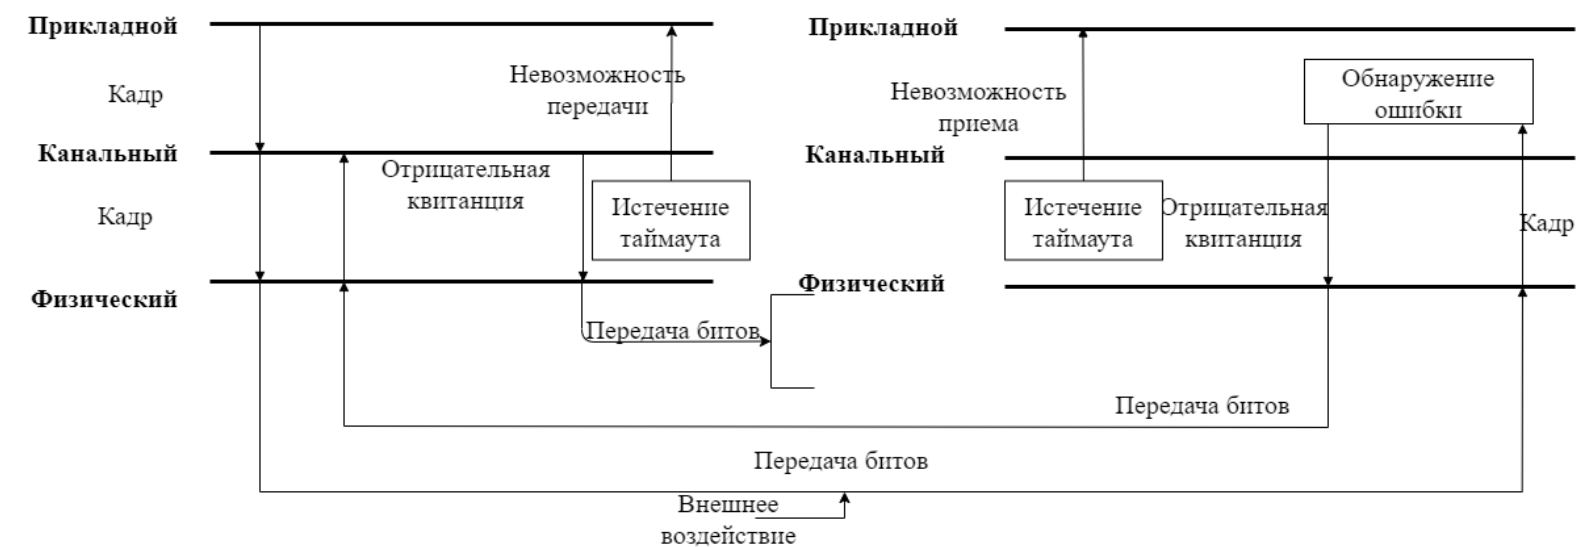 Прикладной
Прикладной
Кадр
Невозможность
передачи
Невозможность
приема
Обнаружение
ошибки
Канальный
Канальный
Отрицательная
квитанция
Кадр
Истечение
таймаута
Истечение
таймаута
Отрицательная
квитанция
Кадр
Физический
Физический
Передача битов
Передача битов
Передача битов
Внешнее
воздействие